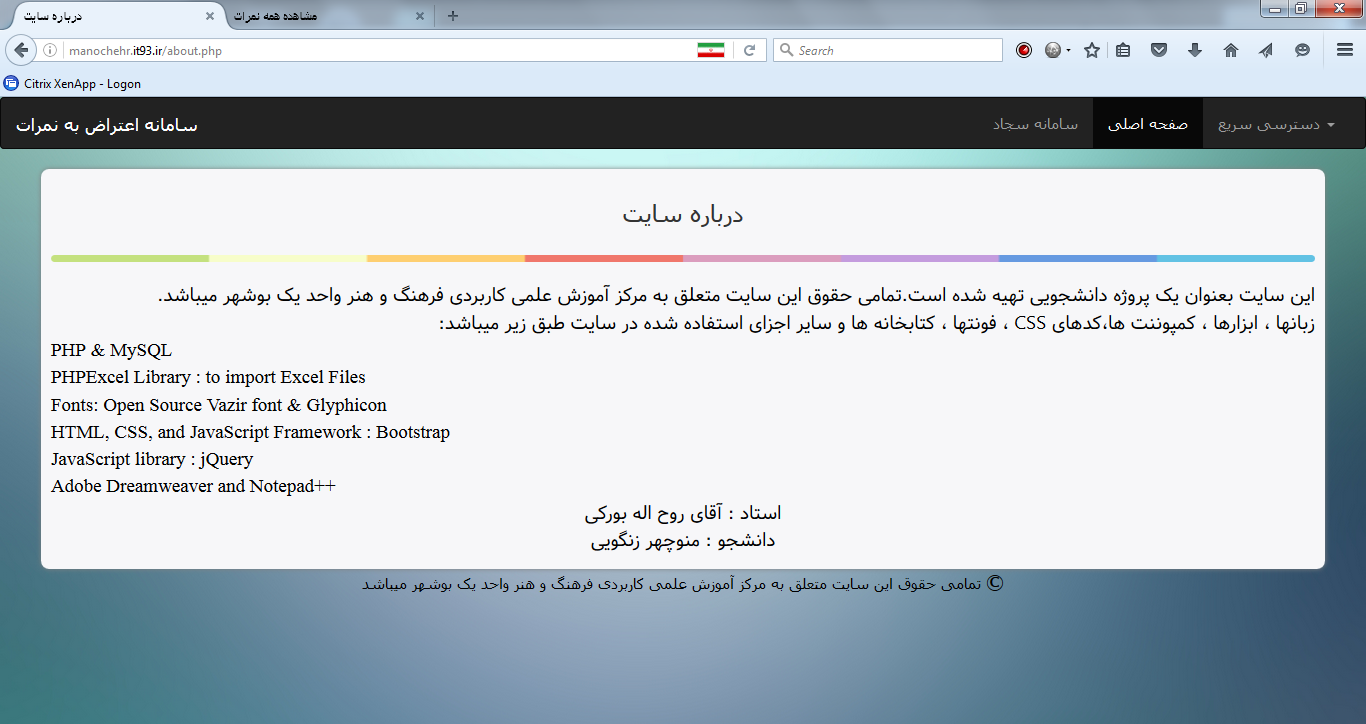 درباره سایت
مشاهده همه نمرات
manochehr.it93.ir/about.php
Search
Citrix XenApp - Logon
دسترسی سریع
صفحه اصلی
سامانه سجاد
سامانه اعتراض به نمرات
درباره سایت
این سایت بعنوان یک پروژه دانشجویی تهیه شده است.تمامی حقوق این سایت متعلق به مرکز آموزش علمی کاربردی فرهنگ و هنر واحد یک بوشهر میباشد.
زبانها ، ابزارها ، کمپوننت ها،کدهای CSS ، فونتها ، کتابخانه ها و سایر اجزای استفاده شده در سایت طبق زیر میباشد:
PHP & MySQL
PHPExcel Library : to import Excel Files
Fonts: Open Source Vazir font & Glyphicon
HTML, CSS, and JavaScript Framework : Bootstrap
JavaScript library : jQuery
Adobe Dreamweaver and Notepad++
استاد : آقای روح اله بورکی
دانشجو : منوچهر زنگویی
© تمامی حقوق این سایت متعلق به مرکز آموزش علمی کاربردی فرهنگ و هنر واحد یک بوشهر میباشد